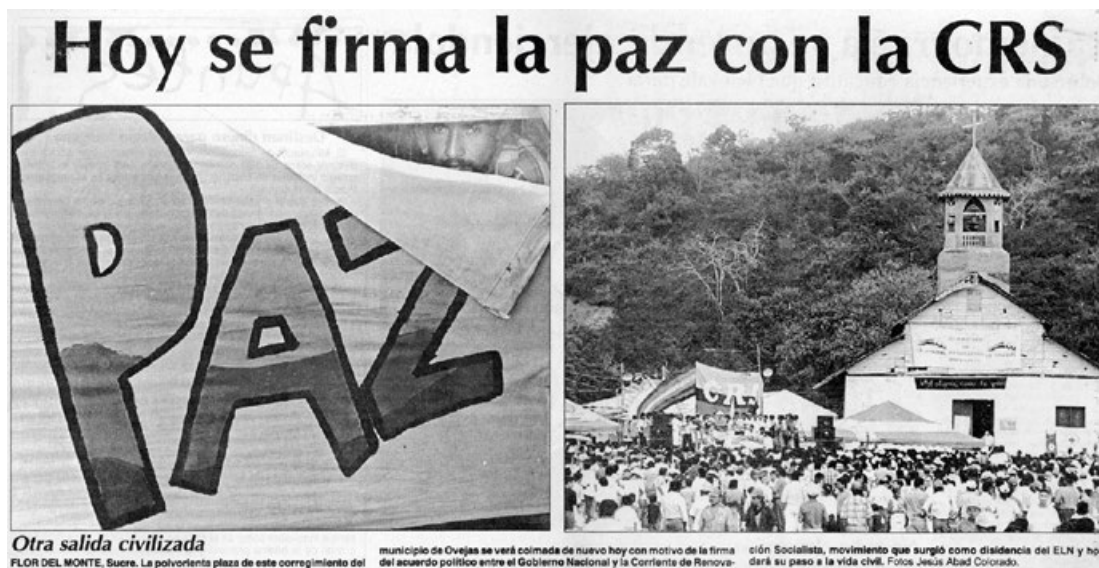 Hoy se firma la paz con la CRS
PAZ
CRS
Otra salida civilizada
FLOR DEL MONTE, Sucre. La polvorienta plaza de este corregimiento del
municipio de Ovejas se verá colmada de nuevo hoy con motivo de la firma
del acuerdo político entre el Gobierno Nacional y la Corriente de Renova-
ción Socialista, movimiento que surgió como disidencia del ELN y hoy
dará su paso a la vida civil. Fotos Jesús Abad Colorado.